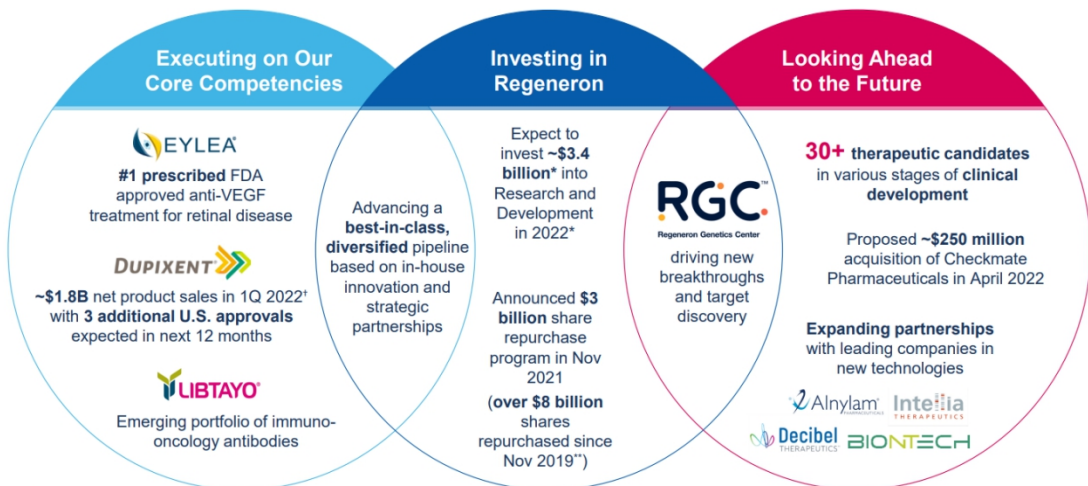 Executing on Our
Core Competencies
EYLEA®
#1 prescribed FDA
approved anti-VEGF
treatment for retinal disease
DUPIXENT®
~$1.8B net product sales in 1Q 2022†
with 3 additional U.S. approvals
expected in next 12 months
LIBTAYO®
Emerging portfolio of immuno-
oncology antibodies
Advancing a
best-in-class,
diversified pipeline
based on in-house
innovation and
strategic
partnerships
Investing in
Regeneron
Expect to
invest ~$3.4
billion* into
Research and
Development
in 2022*
Announced $3
billion share
repurchase
program in Nov
2021
(over $8 billion
shares
repurchased since
Nov 2019**)
RGC™
Regeneron Genetics Center
driving new
breakthroughs
and target
discovery
Looking Ahead
to the Future
30+ therapeutic candidates
in various stages of clinical
development
Proposed ~$250 million
acquisition of Checkmate
Pharmaceuticals in April 2022
Expanding partnerships
with leading companies in
new technologies
Alnylam
PHARMACEUTICALS
Intellia
THERAPEUTICS
Decibel
THERAPEUTICS
BIONTECH